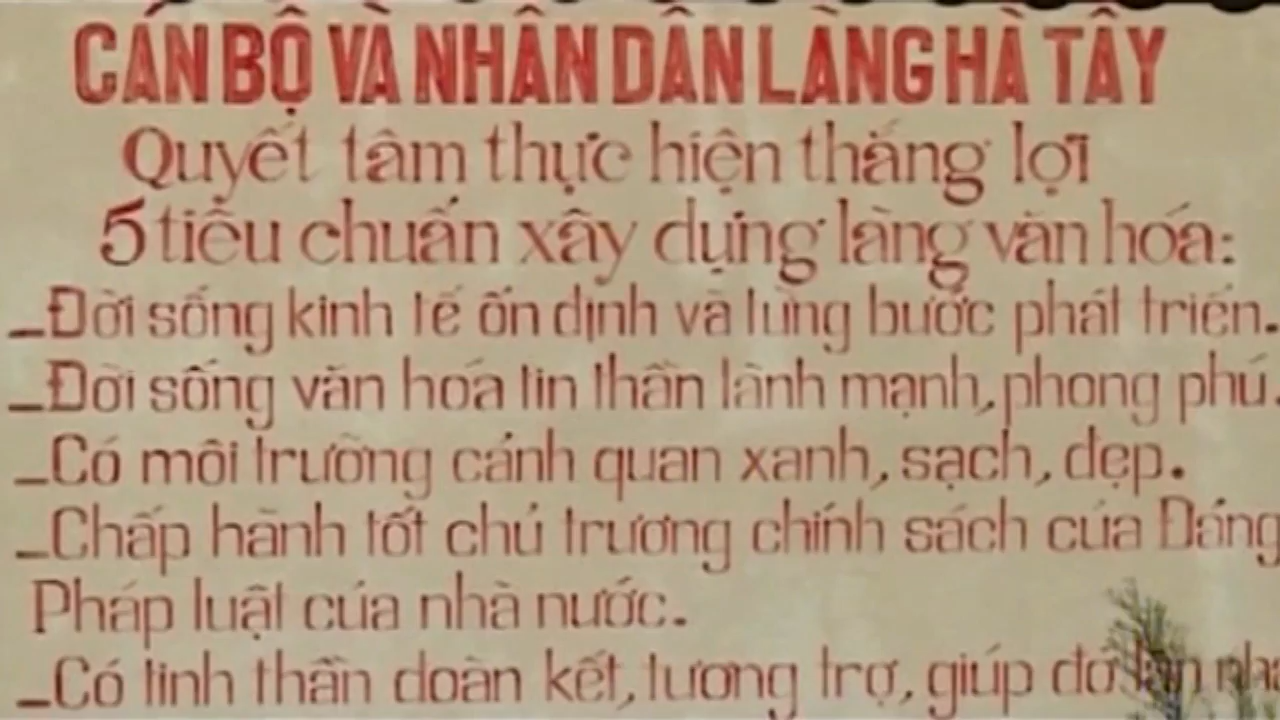 CÁN BỘ VÀ NHÂN DÂN LÀNG HÀ TÂY
Quyết tâm thực hiện thắng lợi
5 tiêu chuẩn xây dựng làng văn hóa:
_Đời sống kinh tế ổn định và từng bước phát triển.
_Đời sống văn hóa tin thần lành mạnh, phong phú.
_Có môi trường cảnh quan xanh, sạch, đẹp.
_Chấp hành tốt chủ trương chính sách của Đảng
Pháp luật của nhà nước.
_Có tinh thần đoàn kết, tương trợ, giúp đỡ lẫn